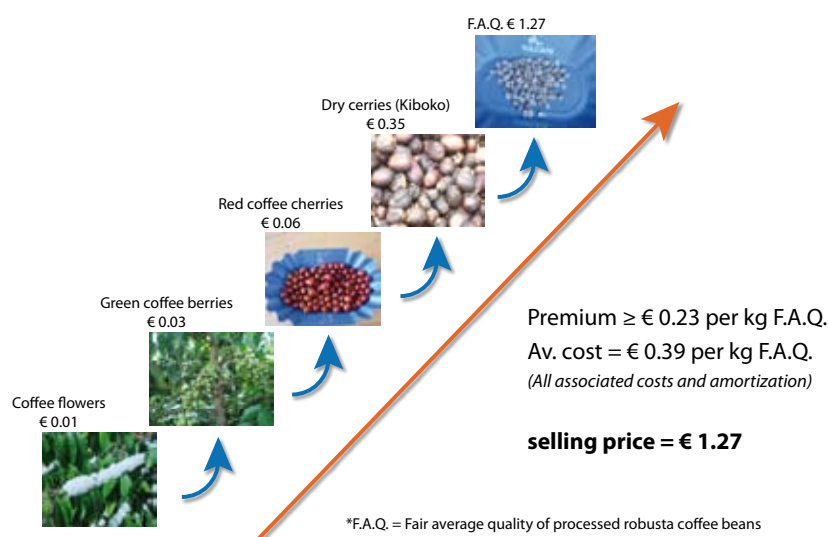 F.A.Q. € 1.27
Dry cerries (Kiboko)
€ 0.35
Red coffee cherries
€ 0.06
Green coffee berries
€ 0.03
Coffee flowers
€ 0.01
Premium ≥ € 0.23 per kg F.A.Q.
Av. cost = € 0.39 per kg F.A.Q.
(All associated costs and amortization)
selling price = € 1.27
*F.A.Q. = Fair average quality of processed robusta coffee beans